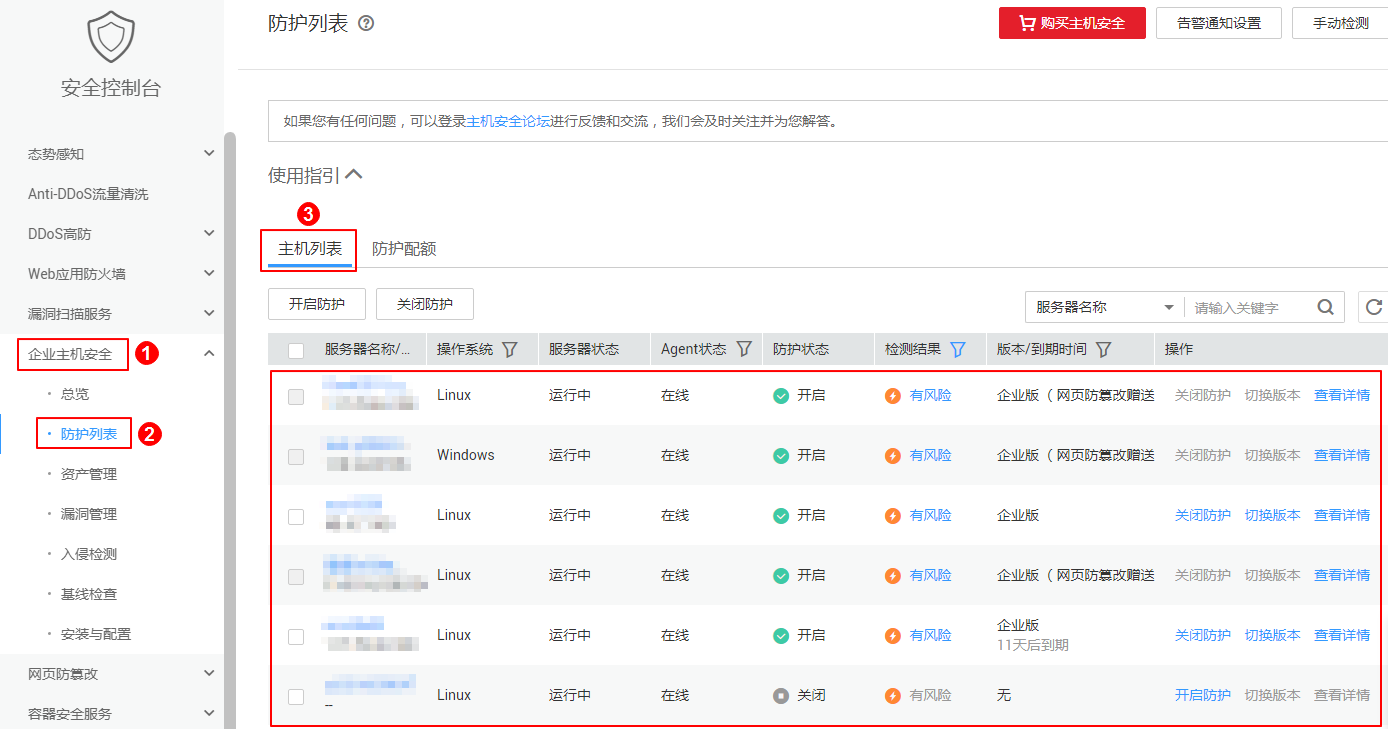 安全控制台
态势感知
Anti-DDoS流量清洗
DDoS高防
Web应用防火墙
漏洞扫描服务
企业主机安全 1
· 总览
· 防护列表 2
· 资产管理
· 漏洞管理
· 入侵检测
· 基线检查
· 安装与配置
网页防篡改
容器安全服务
防护列表 ?
购买主机安全 告警通知设置 手动检测
如果您有任何问题，可以登录主机安全论坛进行反馈和交流，我们会及时关注并为您解答。
使用指引
3
主机列表 防护配额
开启防护 关闭防护 服务器名称 请输入关键字
服务器名称/... 操作系统 服务器状态 Agent状态 防护状态 检测结果 版本/到期时间 操作
Linux 运行中 在线 开启 有风险 企业版（ 网页防篡改赠送 关闭防护 切换版本 查看详情
Windows 运行中 在线 开启 有风险 企业版（ 网页防篡改赠送 关闭防护 切换版本 查看详情
Linux 运行中 在线 开启 有风险 企业版 关闭防护 切换版本 查看详情
Linux 运行中 在线 开启 有风险 企业版（ 网页防篡改赠送 关闭防护 切换版本 查看详情
Linux 运行中 在线 开启 有风险 企业版 关闭防护 切换版本 查看详情
11天后到期
Linux 运行中 在线 关闭 有风险 无 开启防护 切换版本 查看详情
--